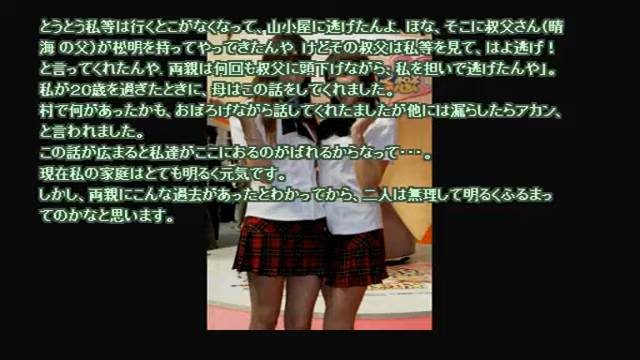 とうとう私等は行くとこがなくなって、山小屋に逃げたんよ．ほな、そこに叔父さん（晴
海 の父）が松明を持ってやってきたんや．けどその叔父は私等を見て、はよ逃げ！
と言ってくれたんや．両親は何回も叔父に頭下げながら、私を担いで逃げたんや」。
私が２０歳を過ぎたときに、母はこの話をしてくれました。
村で何があったかも、おぼろげながら話してくれたましたが他には漏らしたらアカン、
と言われました。
この話が広まると私達がここにおるのがばれるからなって・・・。
現在私の家庭はとても明るく元気です。
しかし、両親にこんな過去があったとわかってから、二人は無理して明るくふるまっ
てのかなと思います。